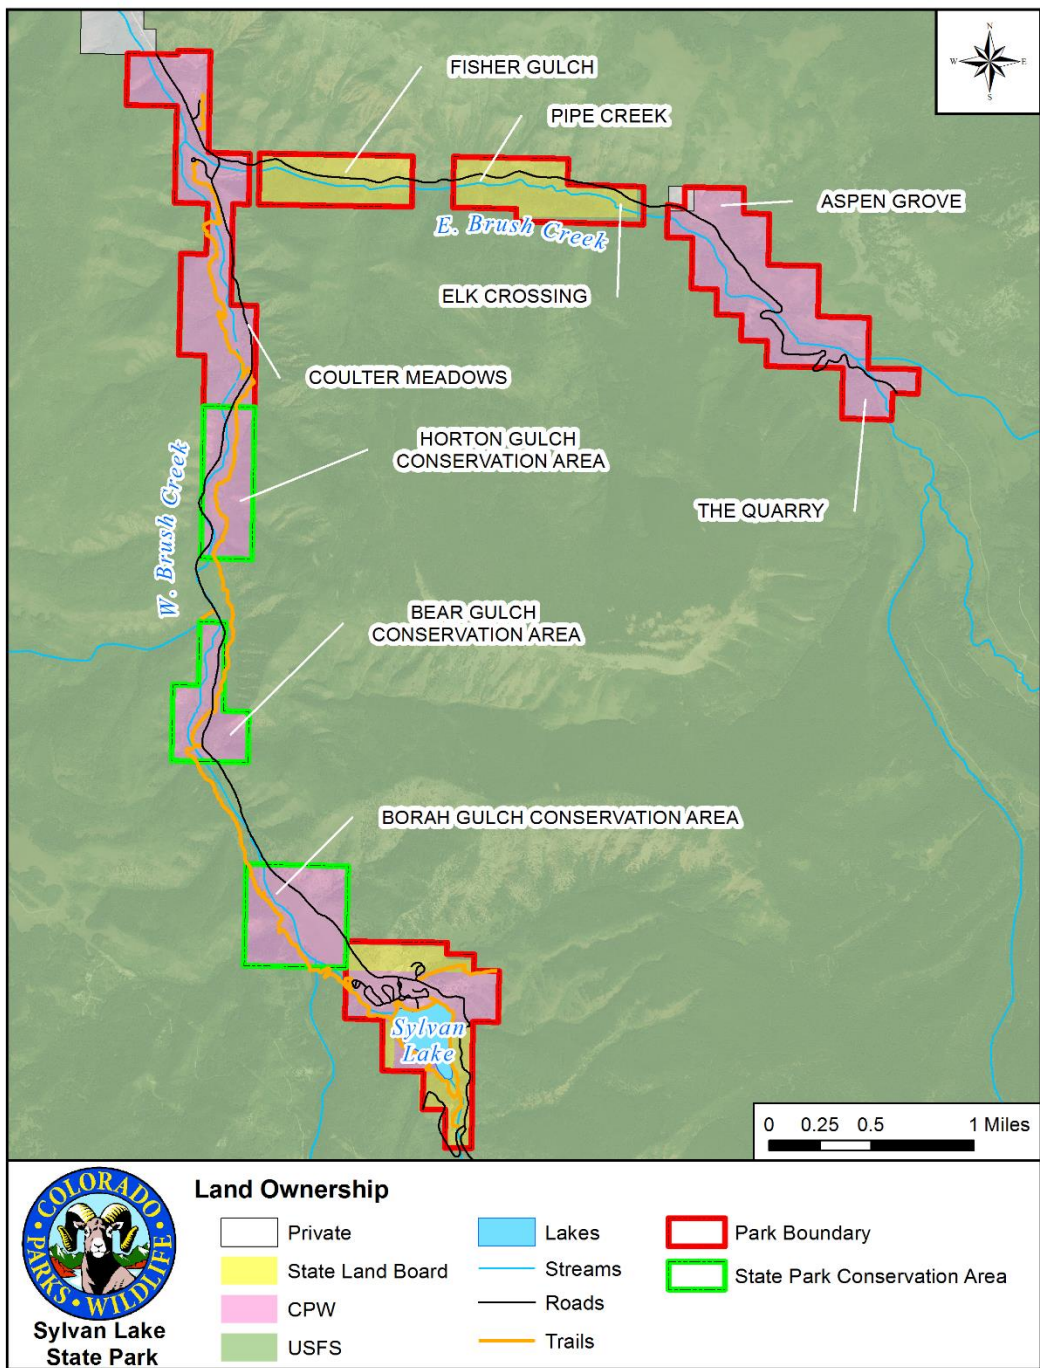 N
W E
S
FISHER GULCH
PIPE CREEK
ASPEN GROVE
E. Brush Creek
ELK CROSSING
COULTER MEADOWS
HORTON GULCH
CONSERVATION AREA
W. Brush Creek
THE QUARRY
BEAR GULCH
CONSERVATION AREA
BORAH GULCH CONSERVATION AREA
Sylvan
Lake
0 0.25 0.5 1 Miles
COLORADO
PARKS & WILDLIFE
Sylvan Lake
State Park
Land Ownership
Private
State Land Board
CPW
USFS
Lakes
Streams
Roads
Trails
Park Boundary
State Park Conservation Area